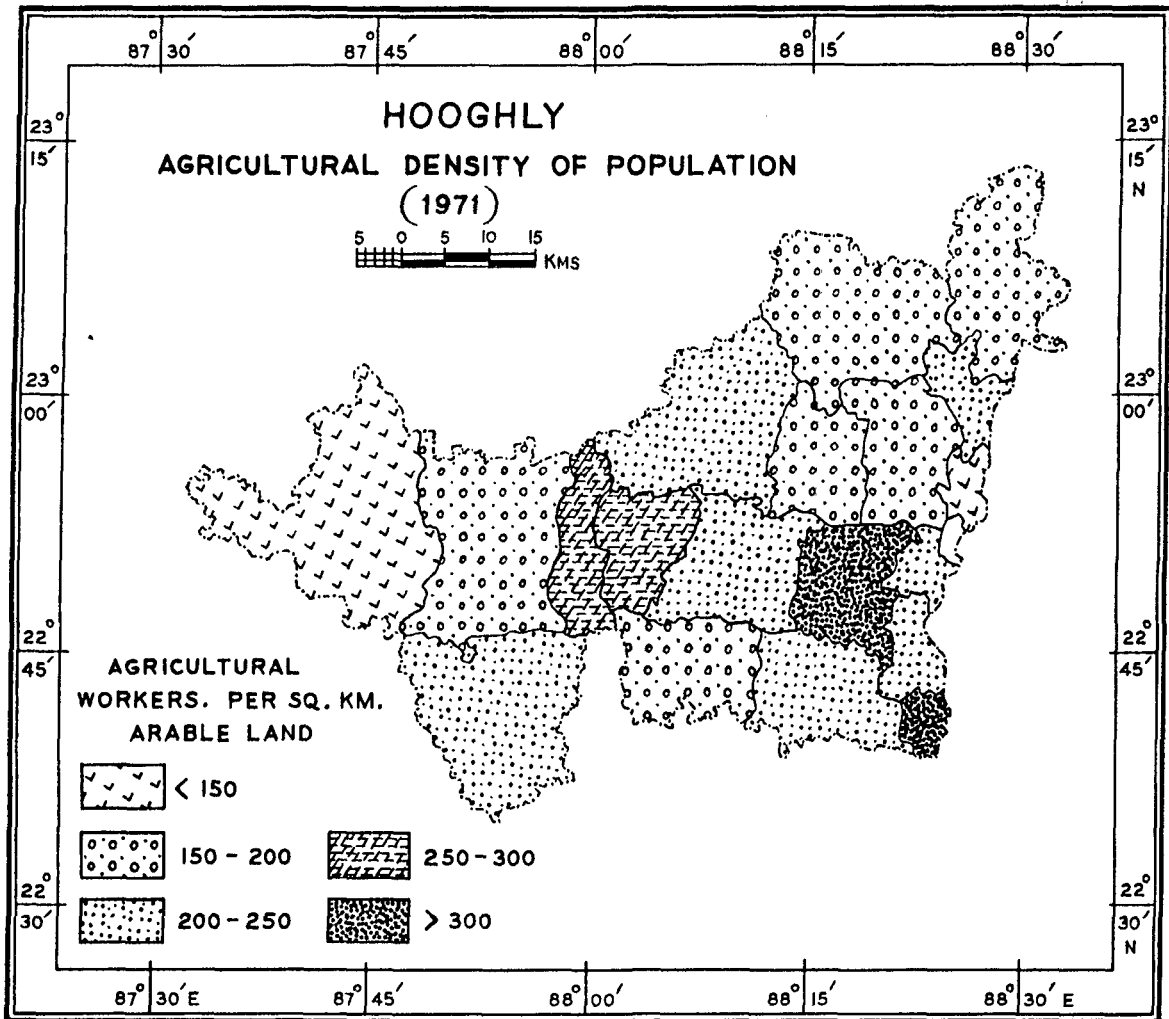 87° 30′ 87° 45′ 88° 00′ 88° 15′ 88° 30′
HOOGHLY
AGRICULTURAL DENSITY OF POPULATION
(1971)
5 0 5 10 15 KMS
23° 15′
23° 15′ N
23° 00′
23° 00′
22° 45′
22° 45′
22° 30′
22° 30′ N
AGRICULTURAL
WORKERS. PER SQ. KM.
ARABLE LAND
< 150
150 - 200
250 - 300
200 - 250
> 300
87° 30′ E 87° 45′ 88° 00′ 88° 15′ 88° 30′ E